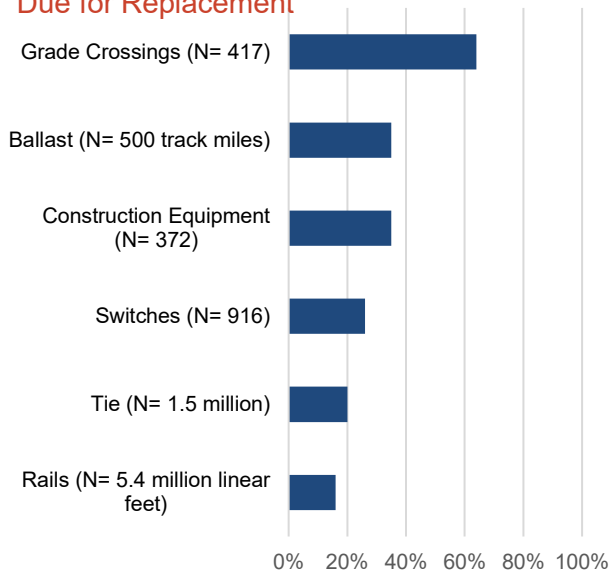 Due for Replacement
Grade Crossings (N= 417)
Ballast (N= 500 track miles)
Construction Equipment
(N= 372)
Switches (N= 916)
Tie (N= 1.5 million)
Rails (N= 5.4 million linear
feet)
0% 20% 40% 60% 80% 100%